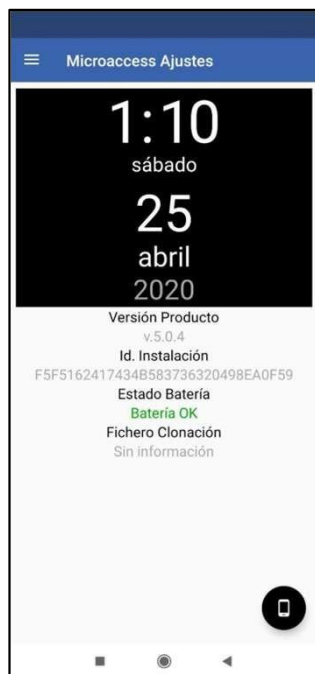 Microaccess Ajustes
1:10
sábado
25
abril
2020
Versión Producto
v.5.0.4
Id. Instalación
F5F5162417434B583736320498EA0F59
Estado Batería
Batería OK
Fichero Clonación
Sin información